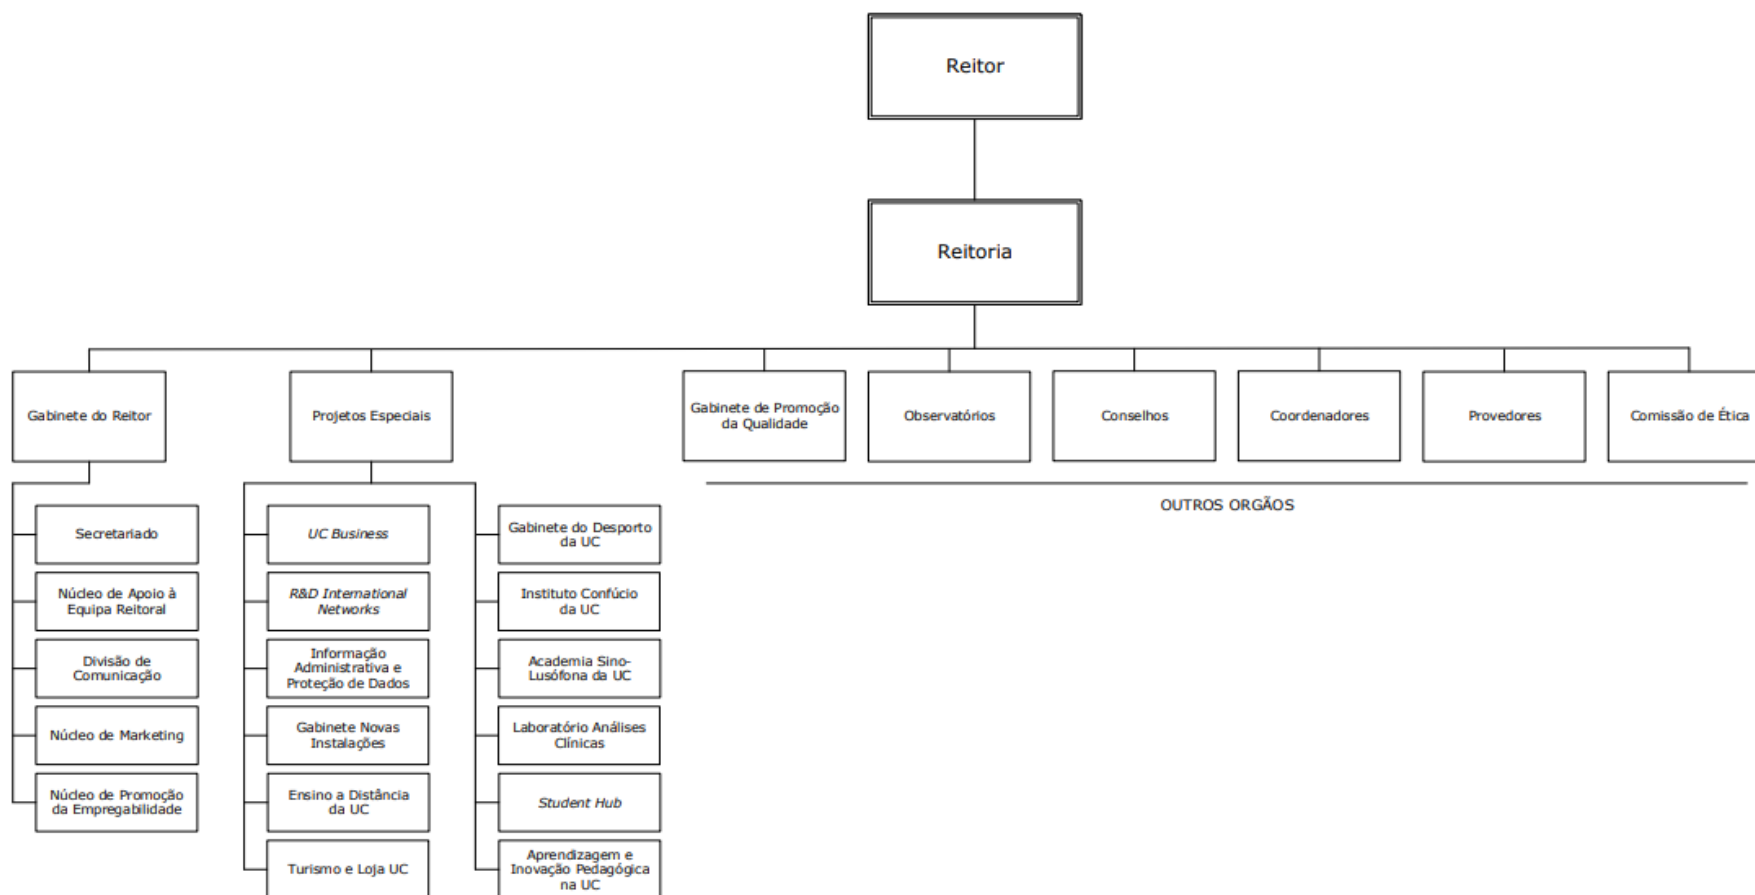 Reitor
Reitoria
Gabinete do Reitor
Projetos Especiais
Gabinete de Promoção
da Qualidade
Observatórios
Conselhos
Coordenadores
Provedores
Comissão de Ética
OUTROS ORGÃOS
Secretariado
Núcleo de Apoio à
Equipa Reitoral
Divisão de
Comunicação
Núcleo de Marketing
Núcleo de Promoção
da Empregabilidade
UC Business
R&D International
Networks
Informação
Administrativa e
Proteção de Dados
Gabinete Novas
Instalações
Ensino a Distância
da UC
Turismo e Loja UC
Gabinete do Desporto
da UC
Instituto Confúcio
da UC
Academia Sino-
Lusófona da UC
Laboratório Análises
Clínicas
Student Hub
Aprendizagem e
Inovação Pedagógica
na UC